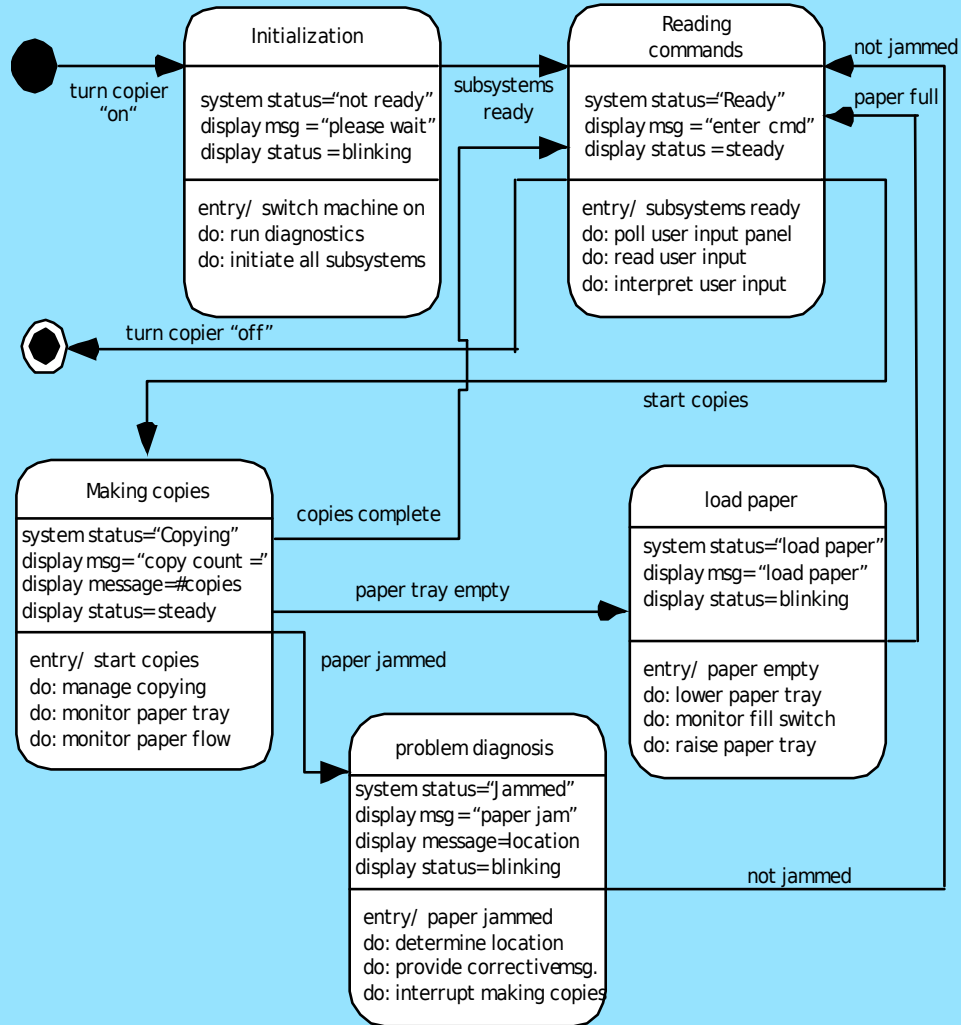 Initialization
system status="not ready"
display msg = "please wait"
display status = blinking
entry/ switch machine on
do: run diagnostics
do: initiate all subsystems
turn copier
"on"
subsystems
ready
Reading
commands
system status="Ready"
display msg = "enter cmd"
display status = steady
entry/ subsystems ready
do: poll user input panel
do: read user input
do: interpret user input
not jammed
paper full
turn copier "off"
start copies
Making copies
system status="Copying"
display msg= "copy count ="
display message=#copies
display status=steady
entry/ start copies
do: manage copying
do: monitor paper tray
do: monitor paper flow
copies complete
paper tray empty
paper jammed
load paper
system status="load paper"
display msg= "load paper"
display status= blinking
entry/ paper empty
do: lower paper tray
do: monitor fill switch
do: raise paper tray
problem diagnosis
system status="Jammed"
display msg = "paper jam"
display message=location
display status=blinking
entry/ paper jammed
do: determine location
do: provide correctivemsg.
do: interrupt making copies
not jammed